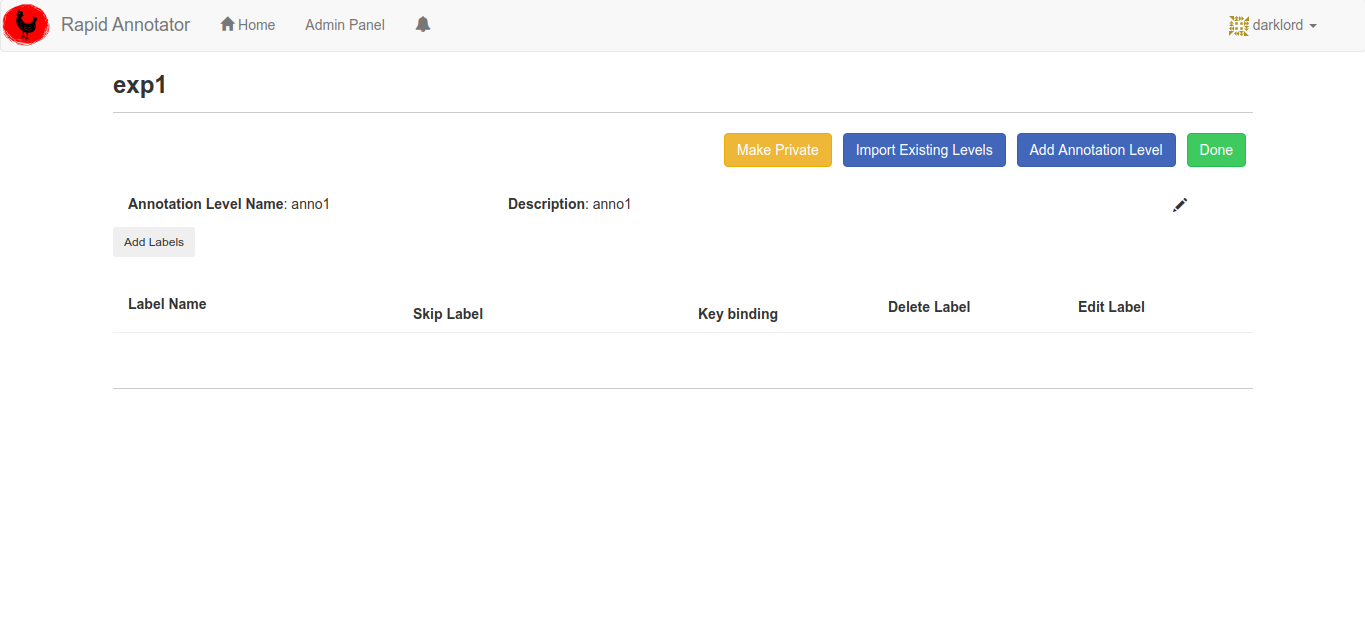 Rapid Annotator Home Admin Panel darklord
exp1
Make Private Import Existing Levels Add Annotation Level Done
Annotation Level Name: anno1 Description: anno1
Add Labels
Label Name Skip Label Key binding Delete Label Edit Label